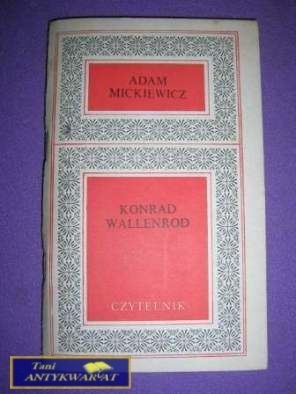 ADAM
MICKIEWICZ
KONRAD
WALLENROD
CZYTELNIK
Tani
ANTYKWARIAT